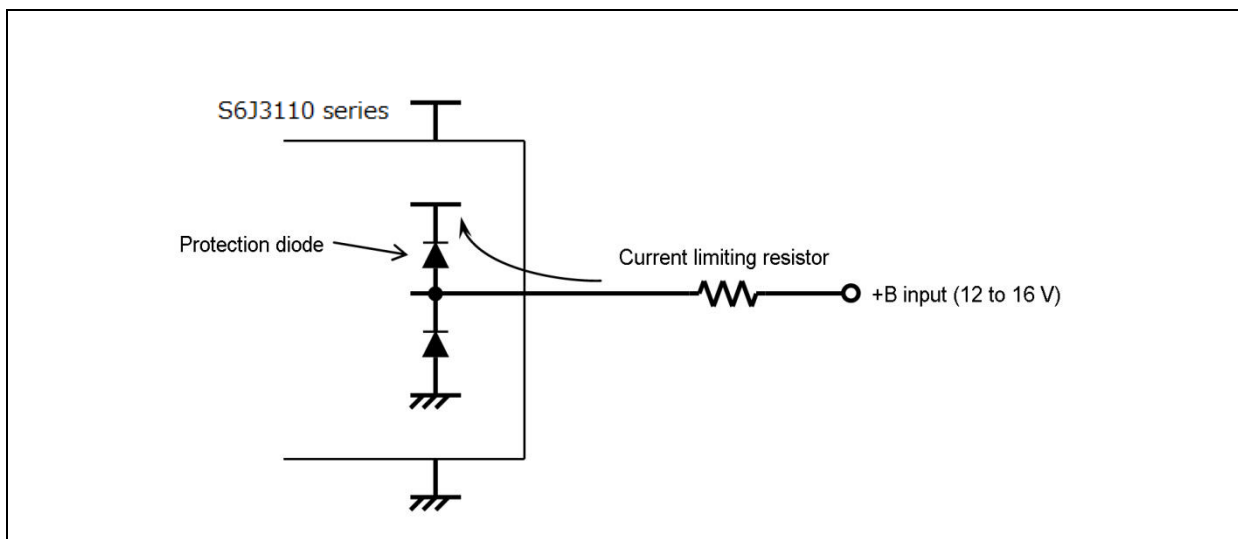 S6J3110 series
Protection diode
Current limiting resistor
+B input (12 to 16 V)